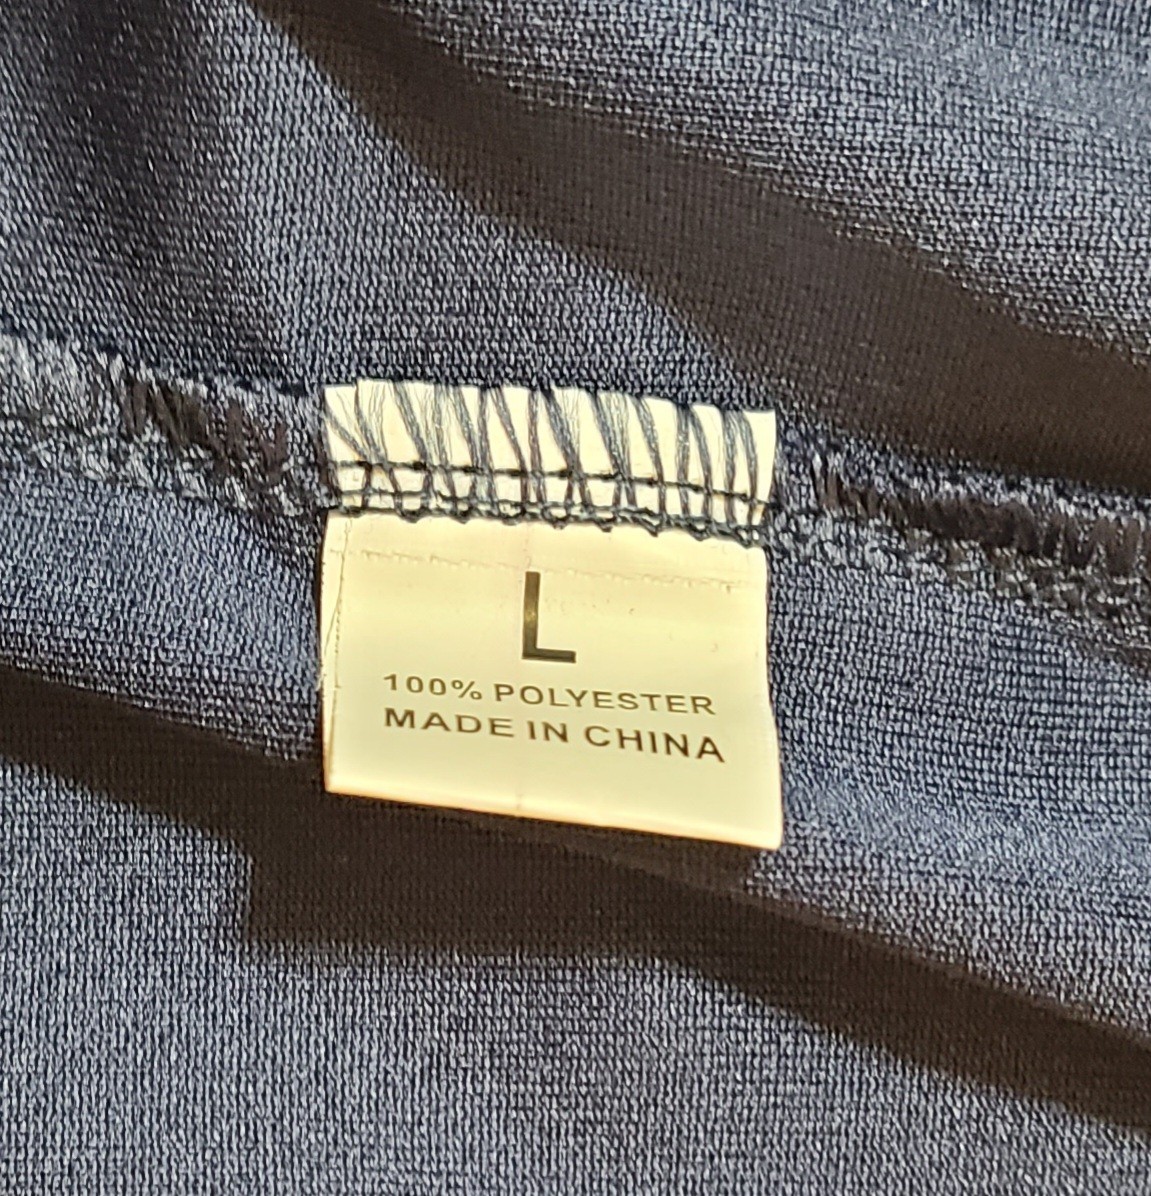 L
100% POLYESTER
MADE IN CHINA